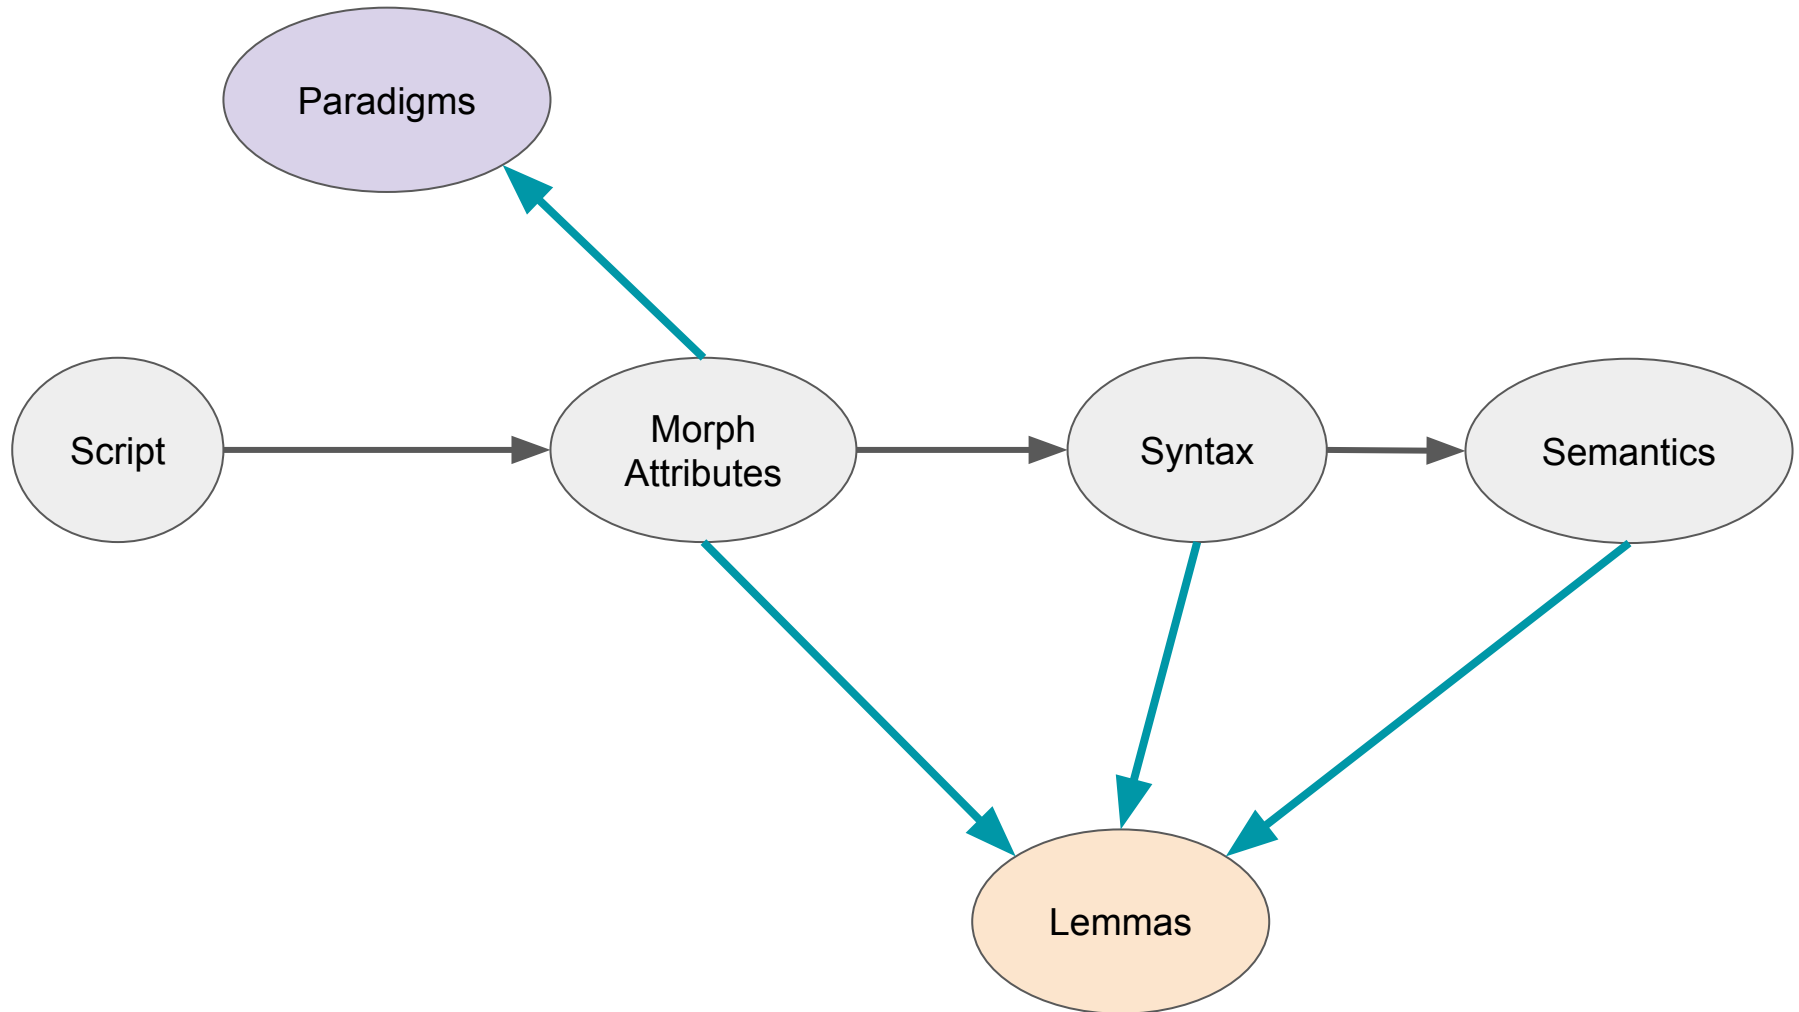 Paradigms
Script
Morph
Attributes
Syntax
Semantics
Lemmas